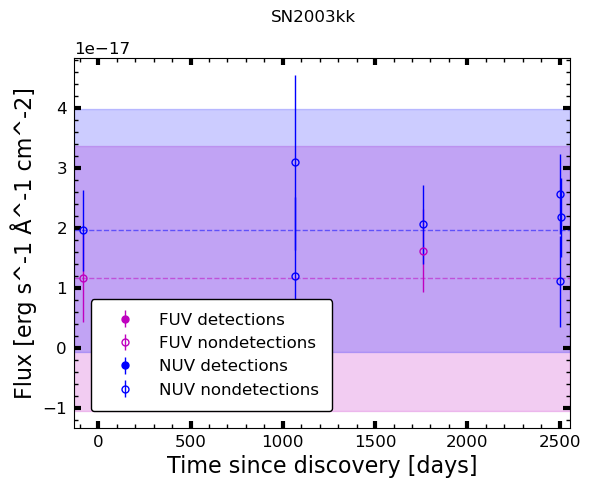 SN2003kk
1e−17
Flux [erg s^-1 Å^-1 cm^-2]
4
3
2
1
0
−1
FUV detections
FUV nondetections
NUV detections
NUV nondetections
0 500 1000 1500 2000 2500
Time since discovery [days]